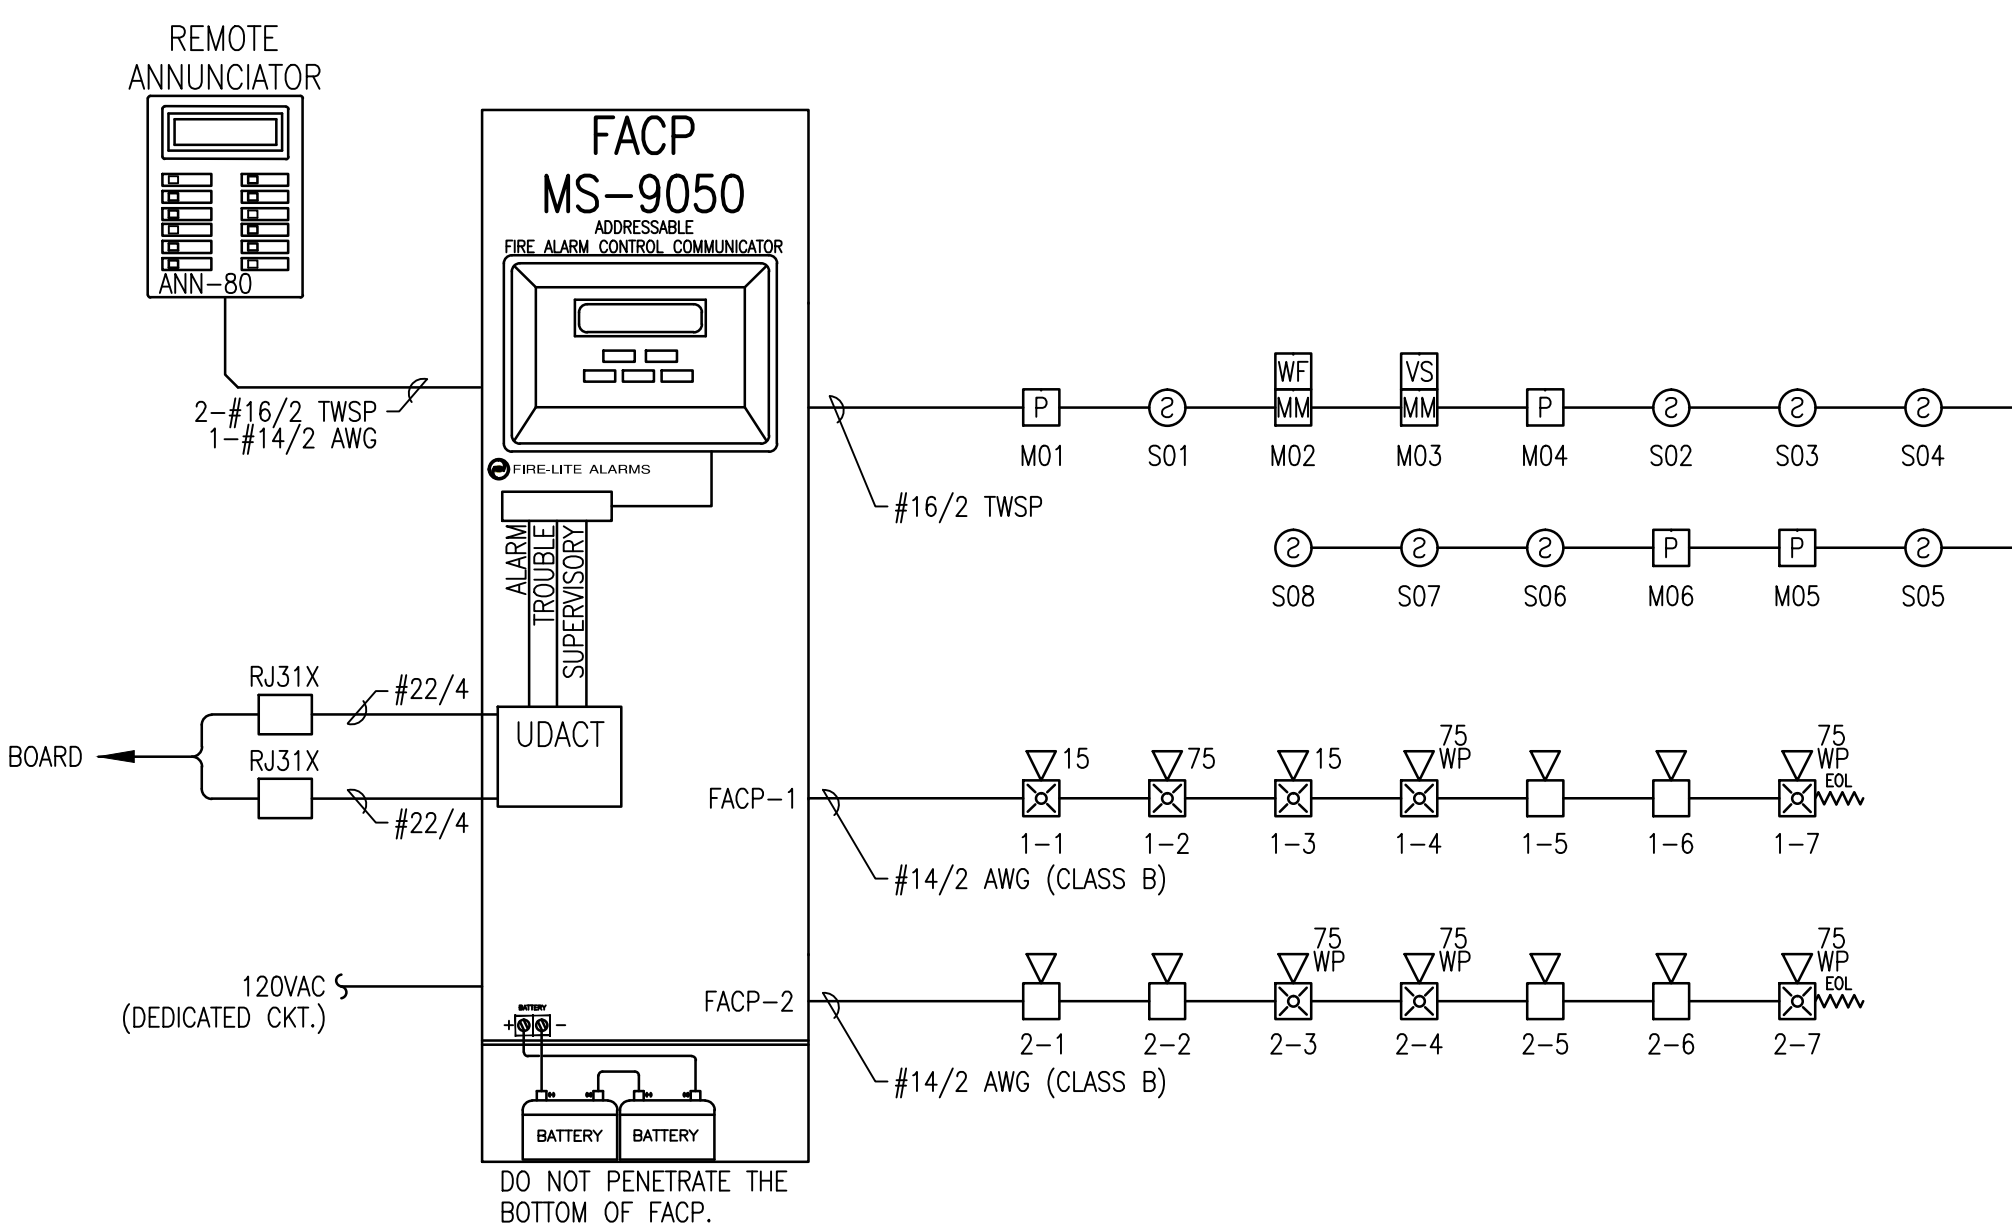 REMOTE
ANNUNCIATOR
ANN-80
2-#16/2 TWSP
1-#14/2 AWG
FACP
MS-9050
ADDRESSABLE
FIRE ALARM CONTROL COMMUNICATOR
FIRE-LITE ALARMS
ALARM
TROUBLE
SUPERVISORY
UDACT
RJ31X
#22/4
BOARD
RJ31X
#22/4
120VAC
(DEDICATED CKT.)
BATTERY
+ -
BATTERY BATTERY
DO NOT PENETRATE THE
BOTTOM OF FACP.
WF VS
P S MM MM P S S S
M01 S01 M02 M03 M04 S02 S03 S04
#16/2 TWSP
S S S P P S
S08 S07 S06 M06 M05 S05
75 75
15 75 15 WP WP
EOL
FACP-1
1-1 1-2 1-3 1-4 1-5 1-6 1-7
#14/2 AWG (CLASS B)
75 75 75
WP WP WP
EOL
FACP-2
2-1 2-2 2-3 2-4 2-5 2-6 2-7
#14/2 AWG (CLASS B)